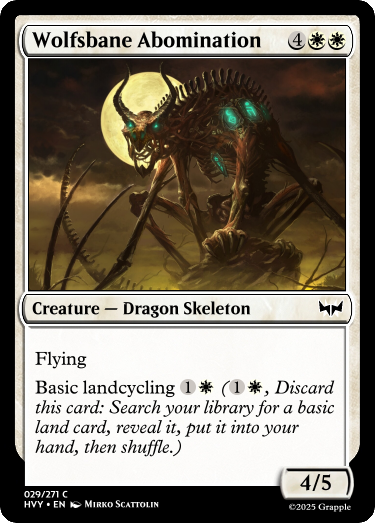 Wolfsbane Abomination 4
Creature — Dragon Skeleton
Flying
Basic landcycling 1 (1, Discard
this card: Search your library for a basic
land card, reveal it, put it into your
hand, then shuffle.)
4/5
029/271 C
HVY • EN Mirko Scattolin
©2025 Grapple